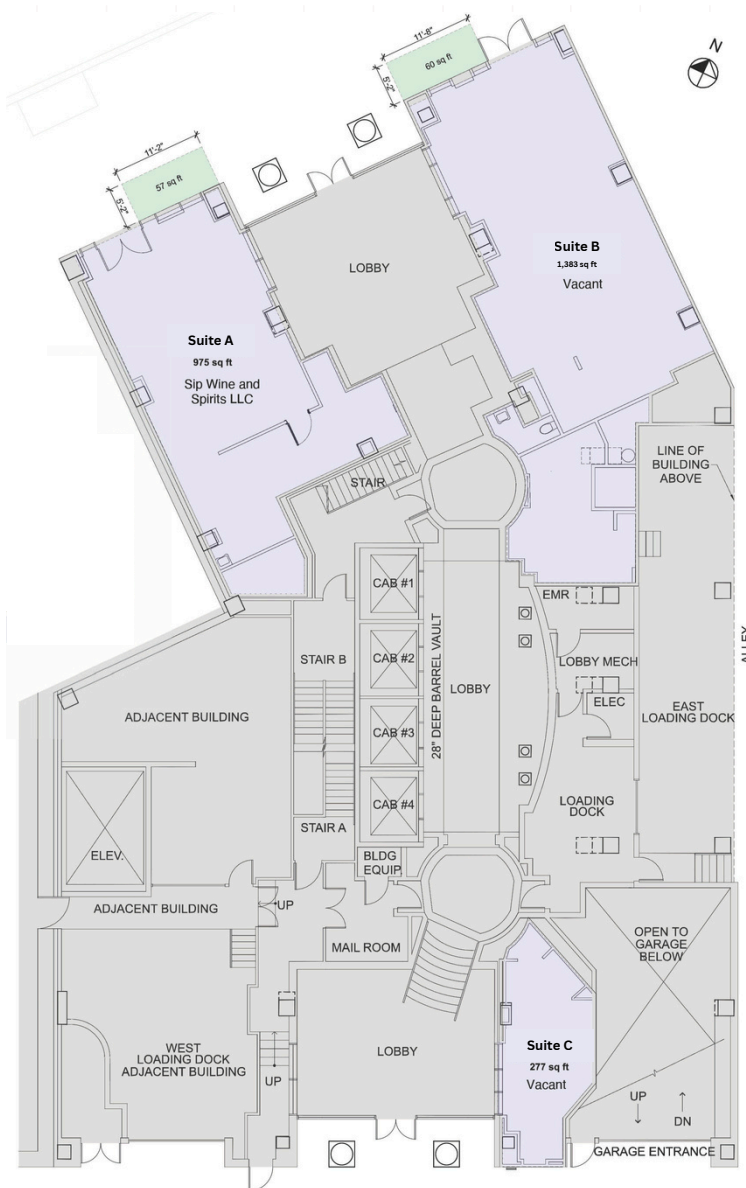 11'-8"
60 sq ft
5'-2"
N
11'-2"
57 sq ft
5'-2"
Suite B
1,383 sq ft
Vacant
LOBBY
Suite A
975 sq ft
Sip Wine and
Spirits LLC
STAIR
LINE OF
BUILDING
ABOVE
CAB #1
EMR
ALLEY
STAIR B
CAB #2
28" DEEP BARREL VAULT
LOBBY
LOBBY MECH
ELEC
ADJACENT BUILDING
CAB #3
EAST
LOADING DOCK
CAB #4
LOADING
DOCK
STAIR A
ELEV.
BLDG
EQUIP
ADJACENT BUILDING
UP
MAIL ROOM
OPEN TO
GARAGE
BELOW
WEST
LOADING DOCK
ADJACENT BUILDING
LOBBY
Suite C
277 sq ft
Vacant
UP
UP
DN
GARAGE ENTRANCE